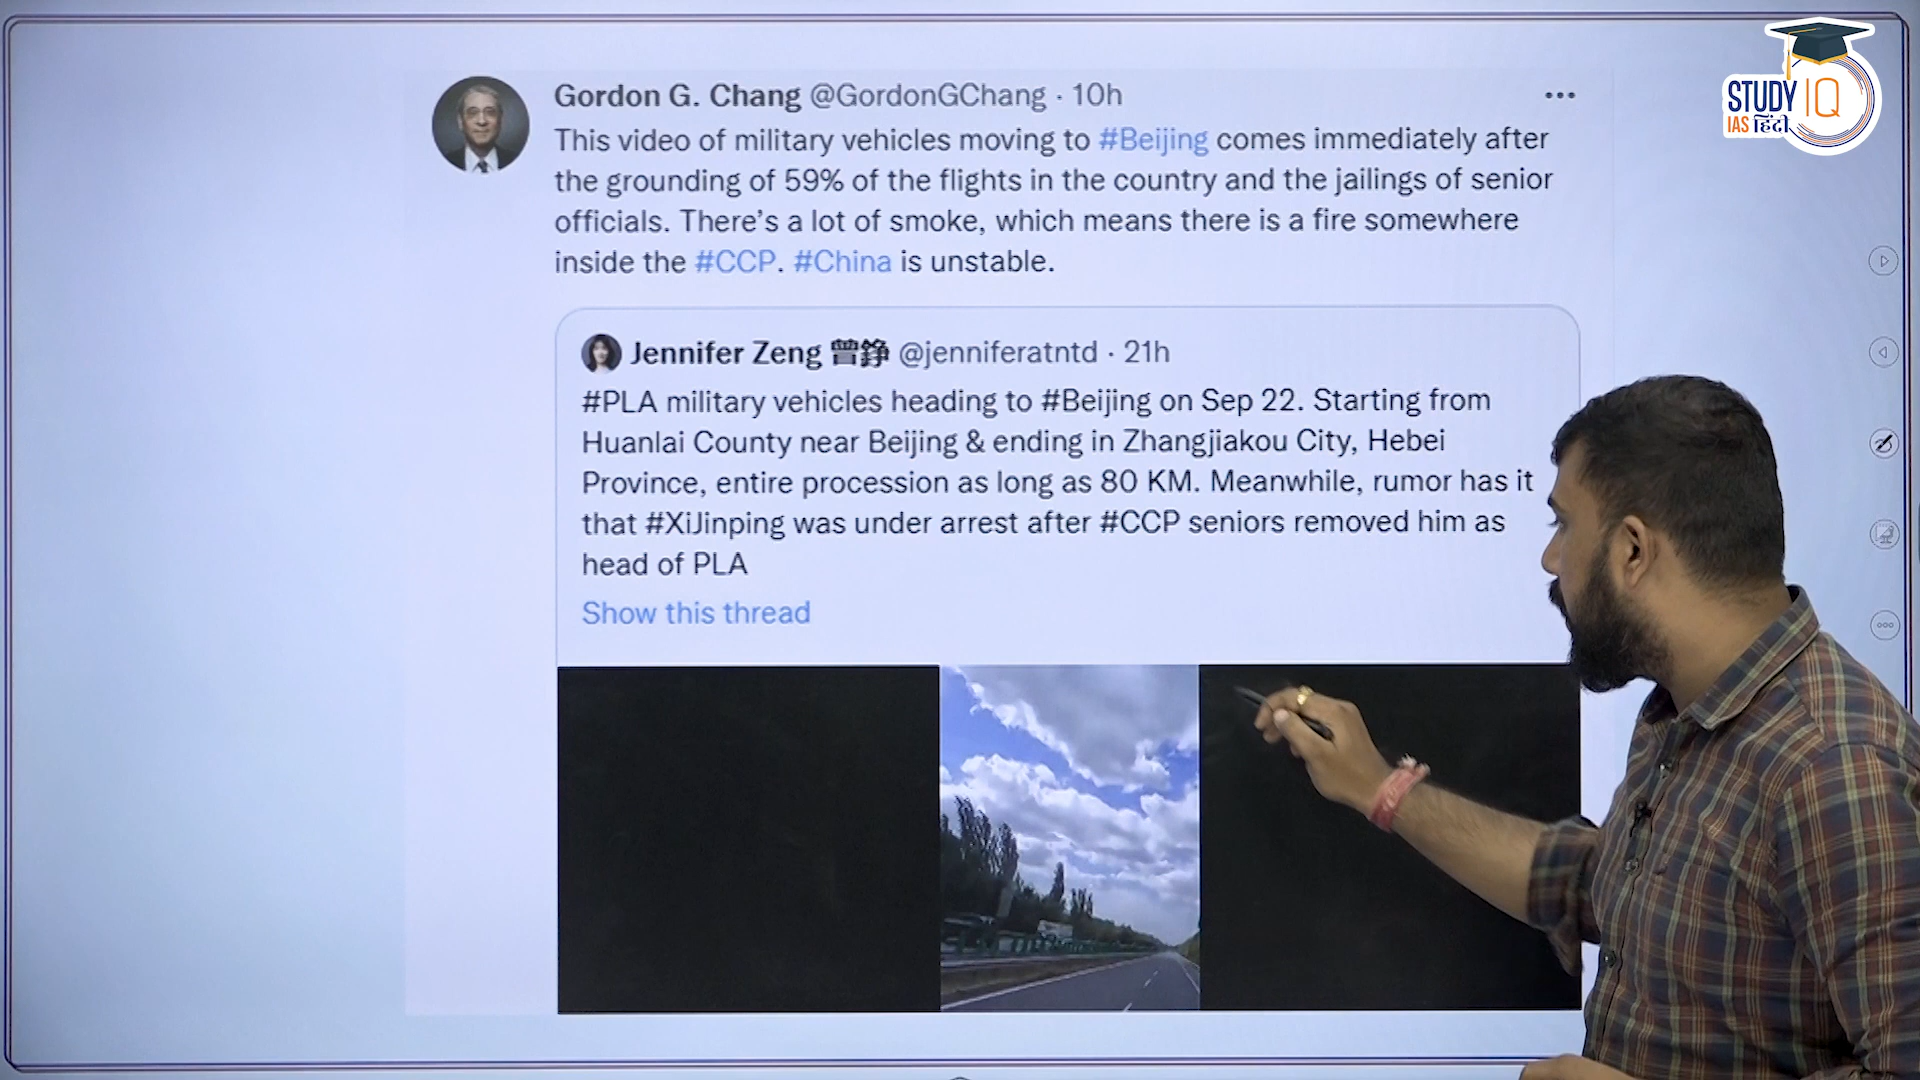 STUDY IQ
IAS हिंदी
Gordon G. Chang @GordonGChang · 10h
This video of military vehicles moving to #Beijing comes immediately after
the grounding of 59% of the flights in the country and the jailings of senior
officials. There's a lot of smoke, which means there is a fire somewhere
inside the #CCP. #China is unstable.
Jennifer Zeng 曾錚 @jenniferatntd · 21h
#PLA military vehicles heading to #Beijing on Sep 22. Starting from
Huanlai County near Beijing & ending in Zhangjiakou City, Hebei
Province, entire procession as long as 80 KM. Meanwhile, rumor has it
that #XiJinping was under arrest after #CCP seniors removed him as
head of PLA
Show this thread